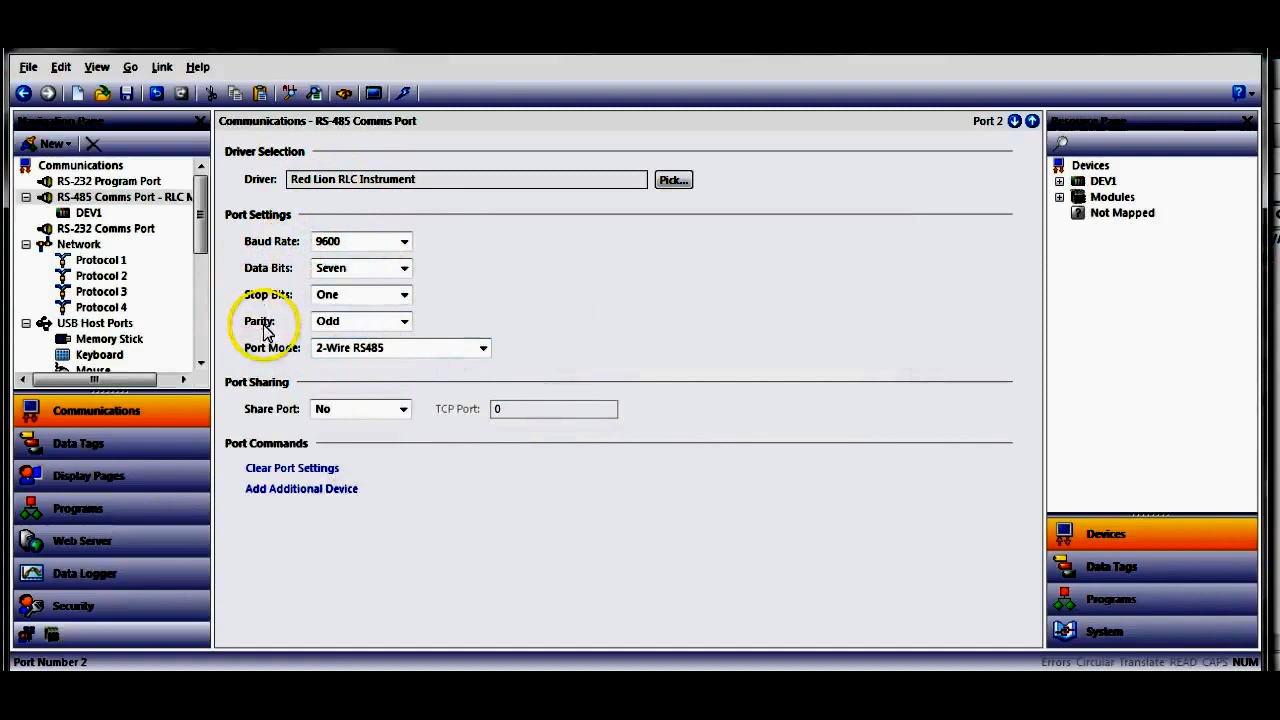 File Edit View Go Link Help
Navigation Pane
New
Communications
RS-232 Program Port
RS-485 Comms Port - RLC M
DEV1
RS-232 Comms Port
Network
Protocol 1
Protocol 2
Protocol 3
Protocol 4
USB Host Ports
Memory Stick
Keyboard
Mouse
Communications
Data Tags
Display Pages
Programs
Web Server
Data Logger
Security
Communications - RS-485 Comms Port
Port 2
Driver Selection
Driver: Red Lion RLC Instrument Pick...
Port Settings
Baud Rate: 9600
Data Bits: Seven
Stop Bits: One
Parity: Odd
Port Mode: 2-Wire RS485
Port Sharing
Share Port: No TCP Port: 0
Port Commands
Clear Port Settings
Add Additional Device
Resource Pane
Devices
DEV1
Modules
Not Mapped
Devices
Data Tags
Programs
System
Port Number 2
Errors Circular Translate READ CAPS NUM